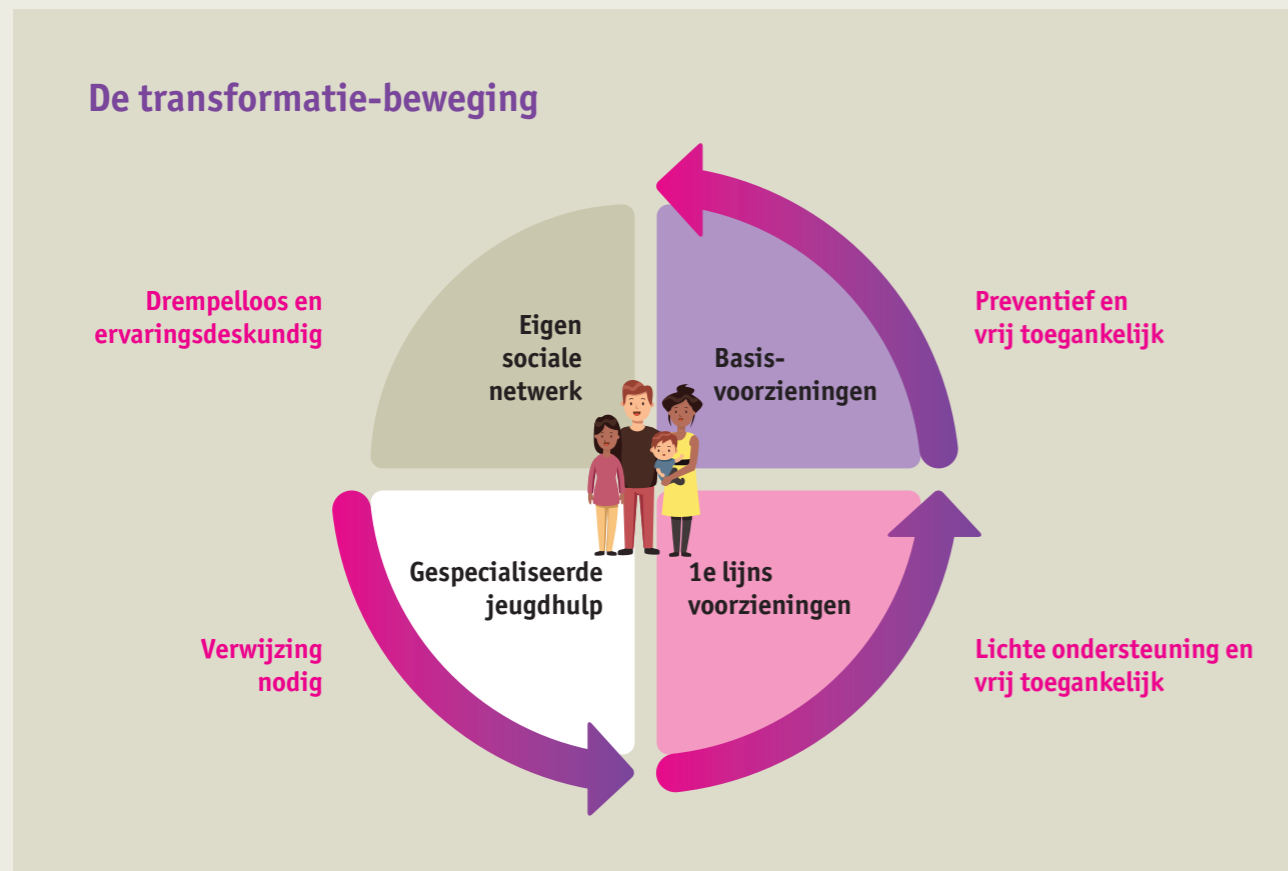 De transformatie-beweging
Drempelloos en
ervaringsdeskundig
Eigen
sociale
netwerk
Basis-
voorzieningen
Preventief en
vrij toegankelijk
Verwijzing
nodig
Gespecialiseerde
jeugdhulp
1e lijns
voorzieningen
Lichte ondersteuning en
vrij toegankelijk